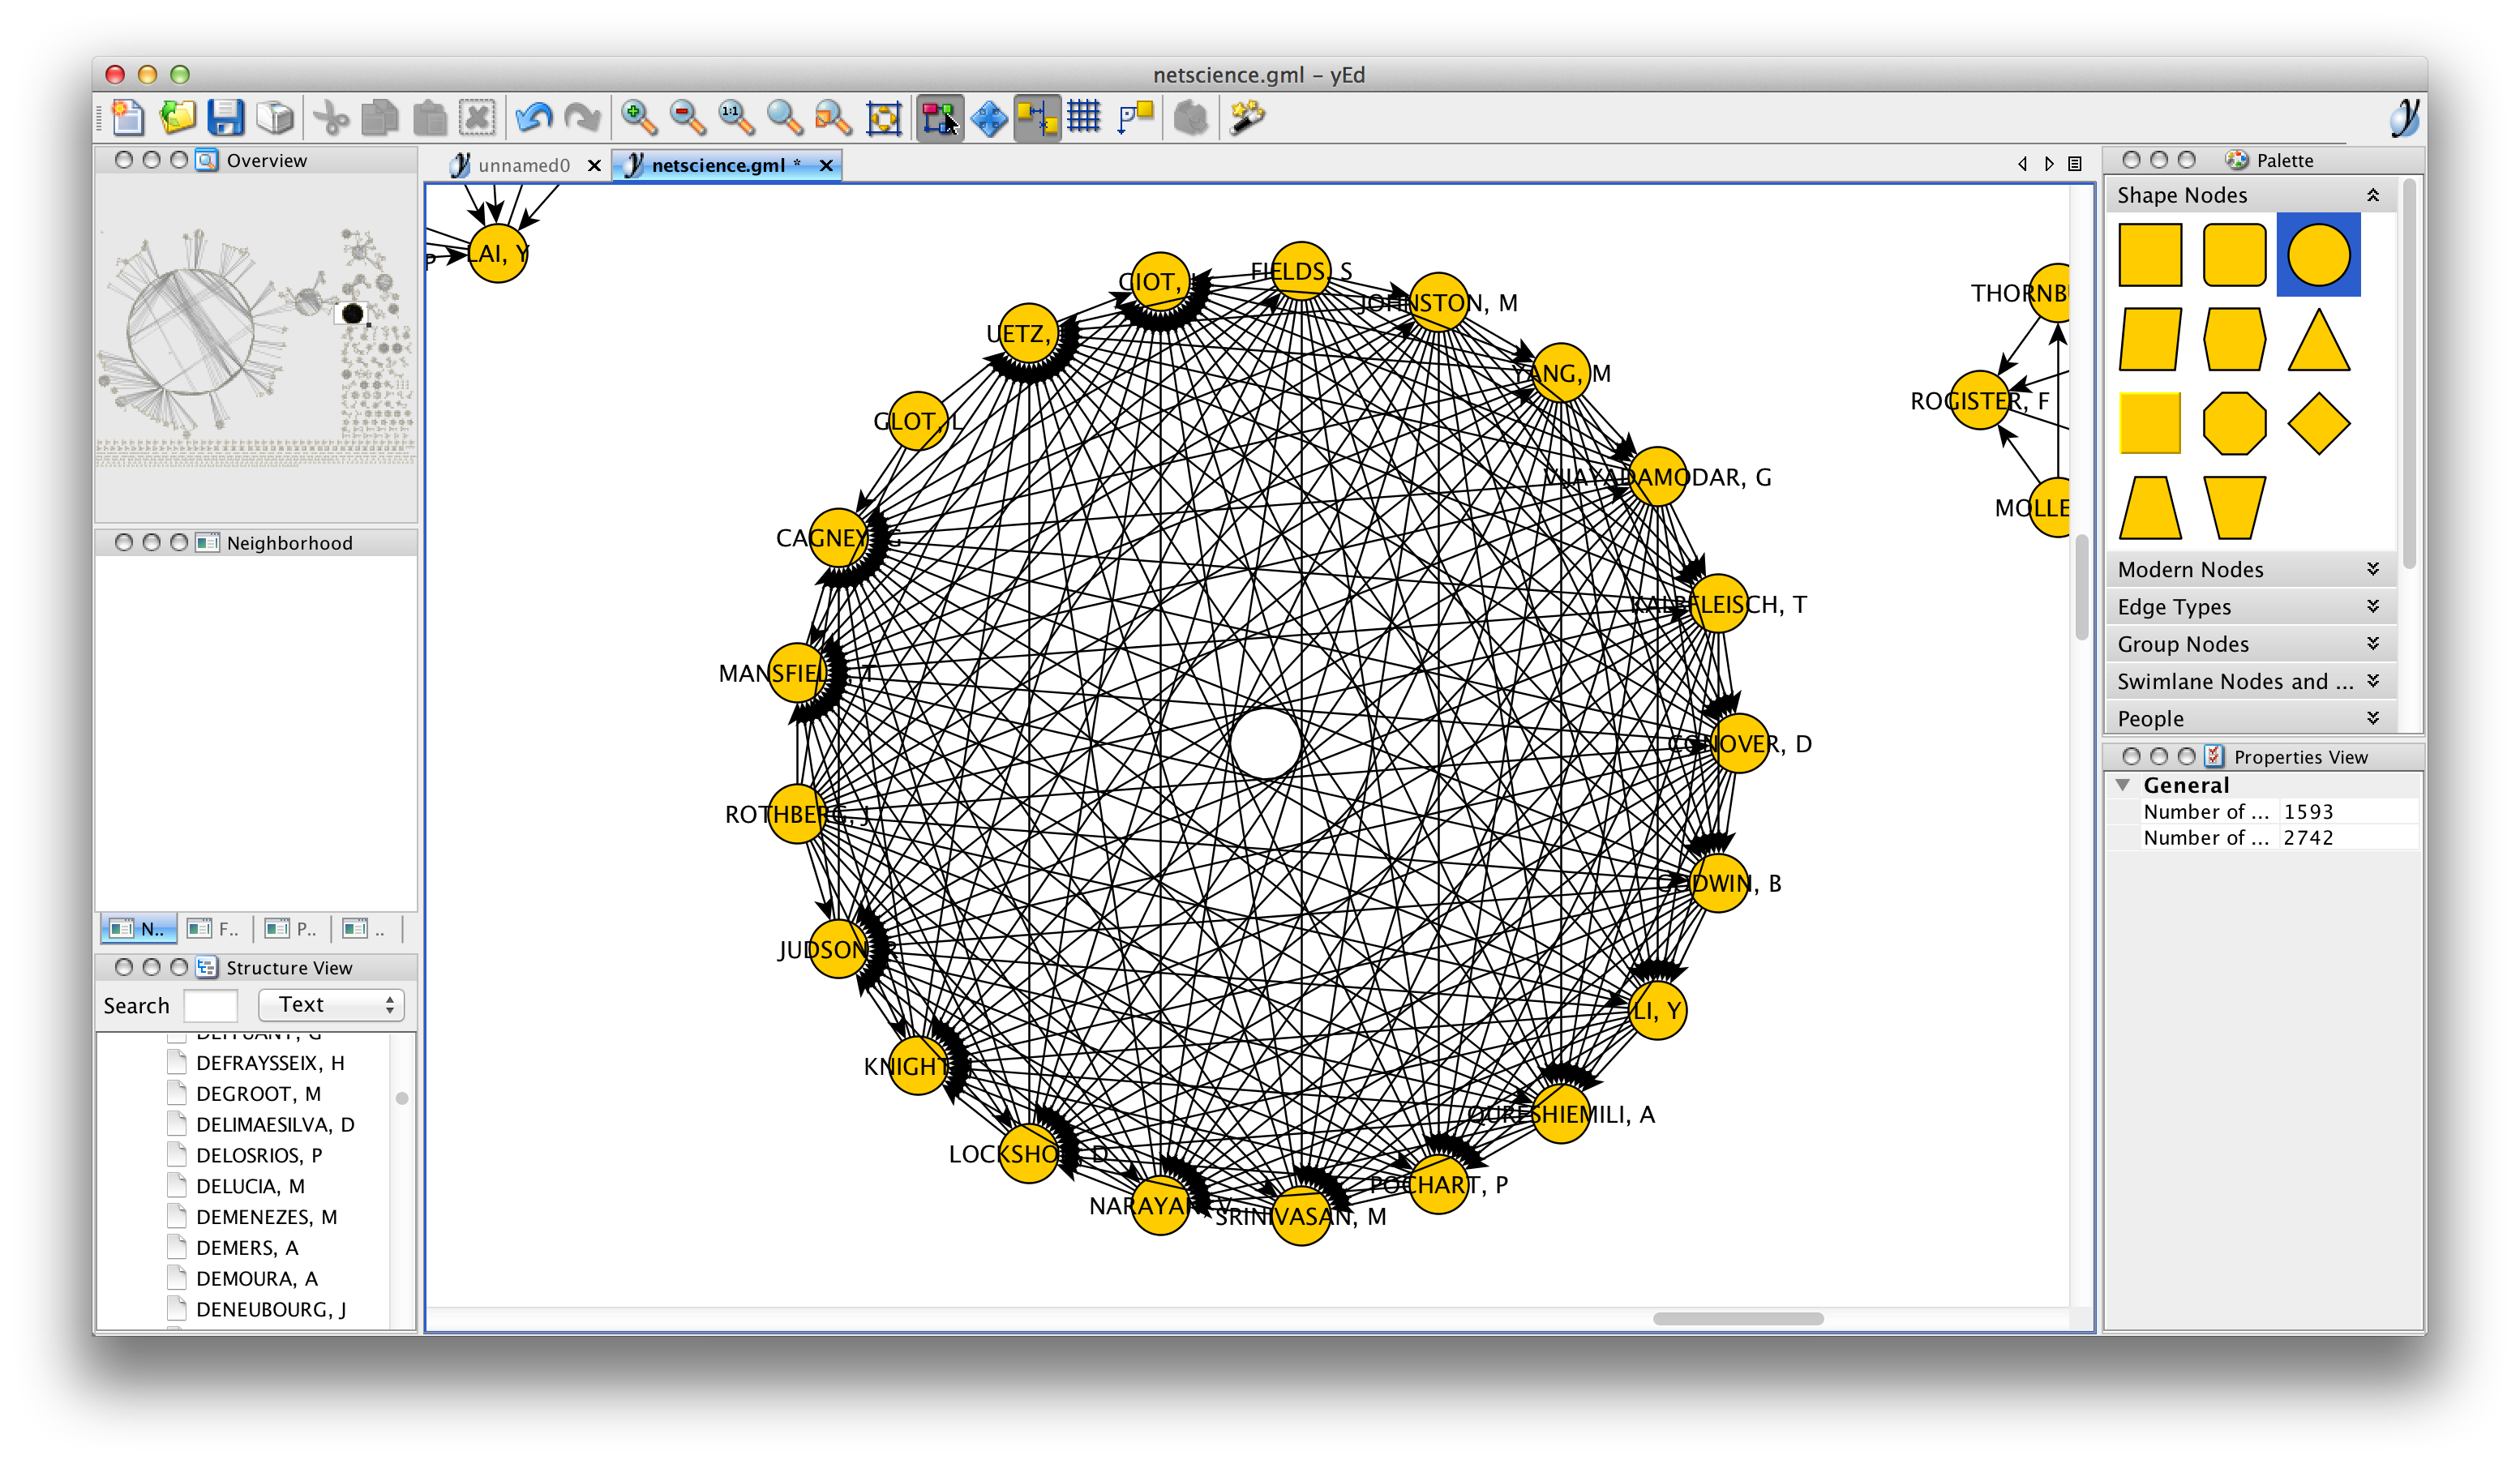 netscience.gml – yEd
1:1
Overview
unnamed0
netscience.gml *
Palette
Shape Nodes
Modern Nodes
Edge Types
Group Nodes
Swimlane Nodes and ...
People
Properties View
General
Number of ... 1593
Number of ... 2742
Neighborhood
N..
F..
P..
..
Structure View
Search
Text
DEFRAYSSEIX, H
DEGROOT, M
DELIMAESILVA, D
DELOSRIOS, P
DELUCIA, M
DEMENEZES, M
DEMERS, A
DEMOURA, A
DENEUBOURG, J
P
LAI, Y
CIOT,
FIELDS, S
JOHNSTON, M
UETZ,
YANG, M
GLOT, L
VIJAYADAMODAR, G
CAGNEY, G
KALBFLEISCH, T
MANSFIELD, T
CONOVER, D
ROTHBERG, J
GODWIN, B
JUDSON, R
LI, Y
KNIGHT
QURESHIEMILI, A
LOCKSHON, D
POCHART, P
NARAYAN, V
SRINIVASAN, M
THORNB
ROGISTER, F
MOLLE